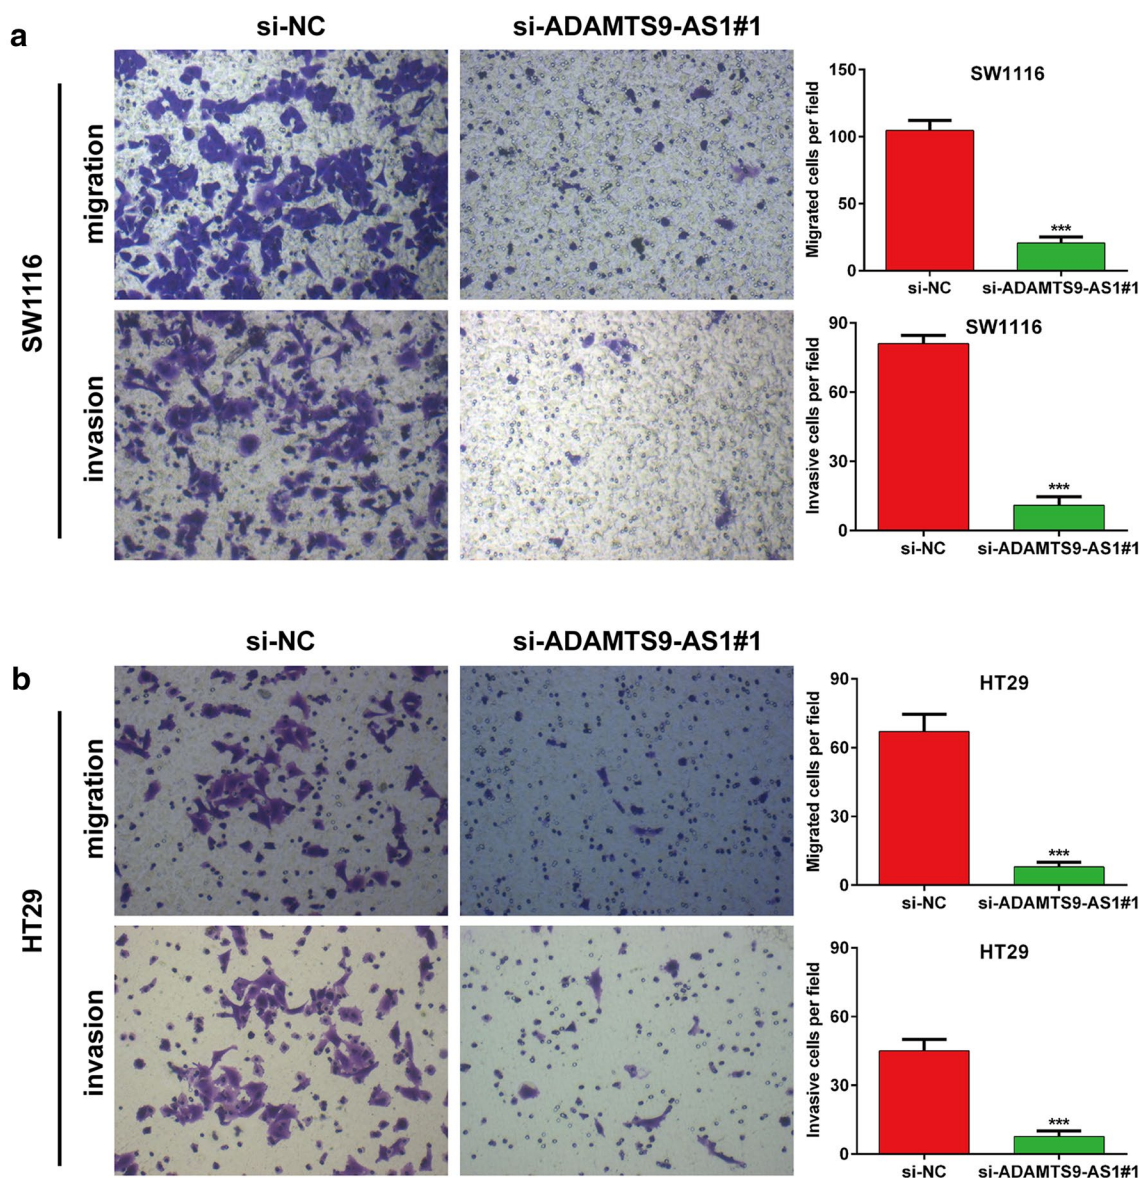 a
si-NC
si-ADAMTS9-AS1#1
SW1116
migration
invasion
SW1116
Migrated cells per field
150
100
50
0
***
si-NC
si-ADAMTS9-AS1#1
SW1116
Invasive cells per field
90
60
30
0
***
si-NC
si-ADAMTS9-AS1#1
b
si-NC
si-ADAMTS9-AS1#1
HT29
migration
invasion
HT29
Migrated cells per field
90
60
30
0
***
si-NC
si-ADAMTS9-AS1#1
HT29
Invasive cells per field
90
60
30
0
***
si-NC
si-ADAMTS9-AS1#1